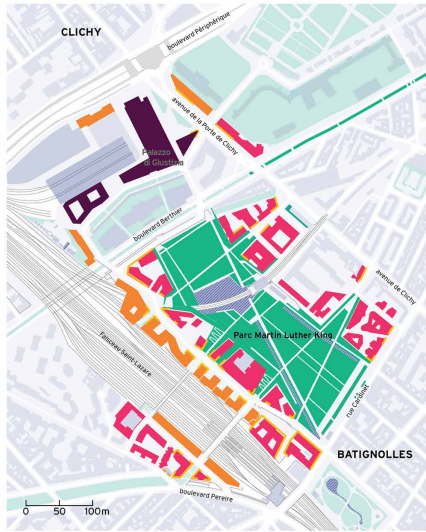 CLICHY
boulevard Périphérique
avenue de la Porte de Clichy
Palazzo
di Giustizia
boulevard Berthier
avenue de Clichy
Parc Martin Luther King
Faisceau Saint-Lazare
rue Cardinet
BATIGNOLLES
boulevard Pereire
0 50 100m